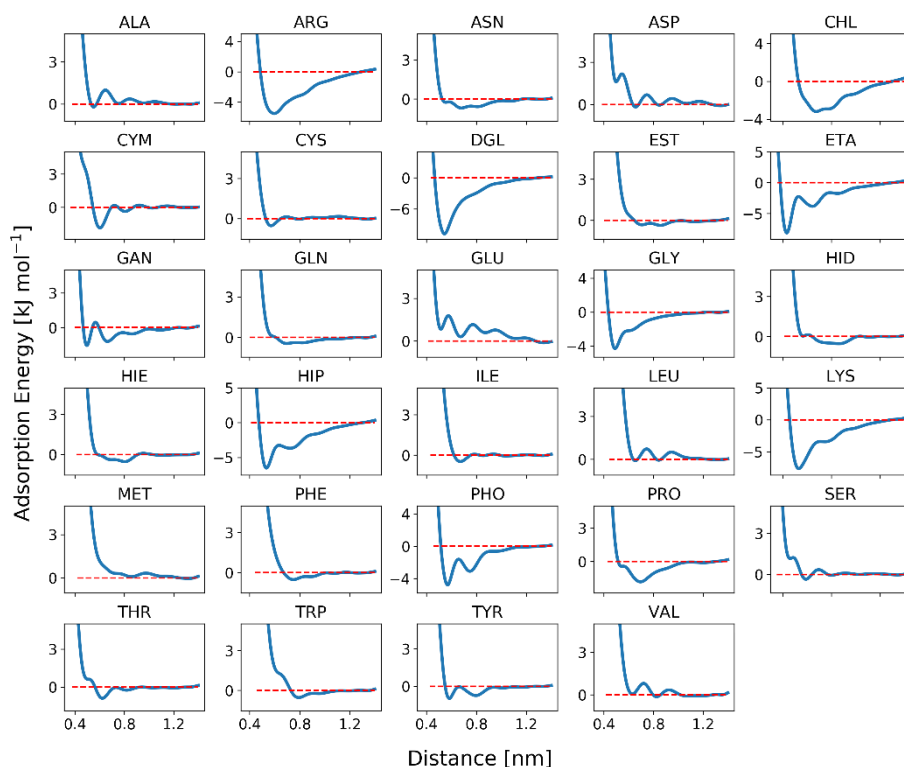 ALA ARG ASN ASP CHL
3 0
4 0 −4
3 0
3 0
4 0 −4
CYM CYS DGL EST ETA
3 0
3 0
0 −6
3 0
5 0 −5
GAN GLN GLU GLY HID
3 0
3 0
3 0
4 0 −4
3 0
HIE HIP ILE LEU LYS
3 0
5 0 −5
3 0
3 0
5 0 −5
MET PHE PHO PRO SER
3 0
3 0
4 0 −4
3 0
3 0
THR TRP TYR VAL
3 0
3 0
3 0
3 0
0.4 0.8 1.2 0.4 0.8 1.2 0.4 0.8 1.2 0.4 0.8 1.2
Adsorption Energy [kJ mol⁻¹]
Distance [nm]